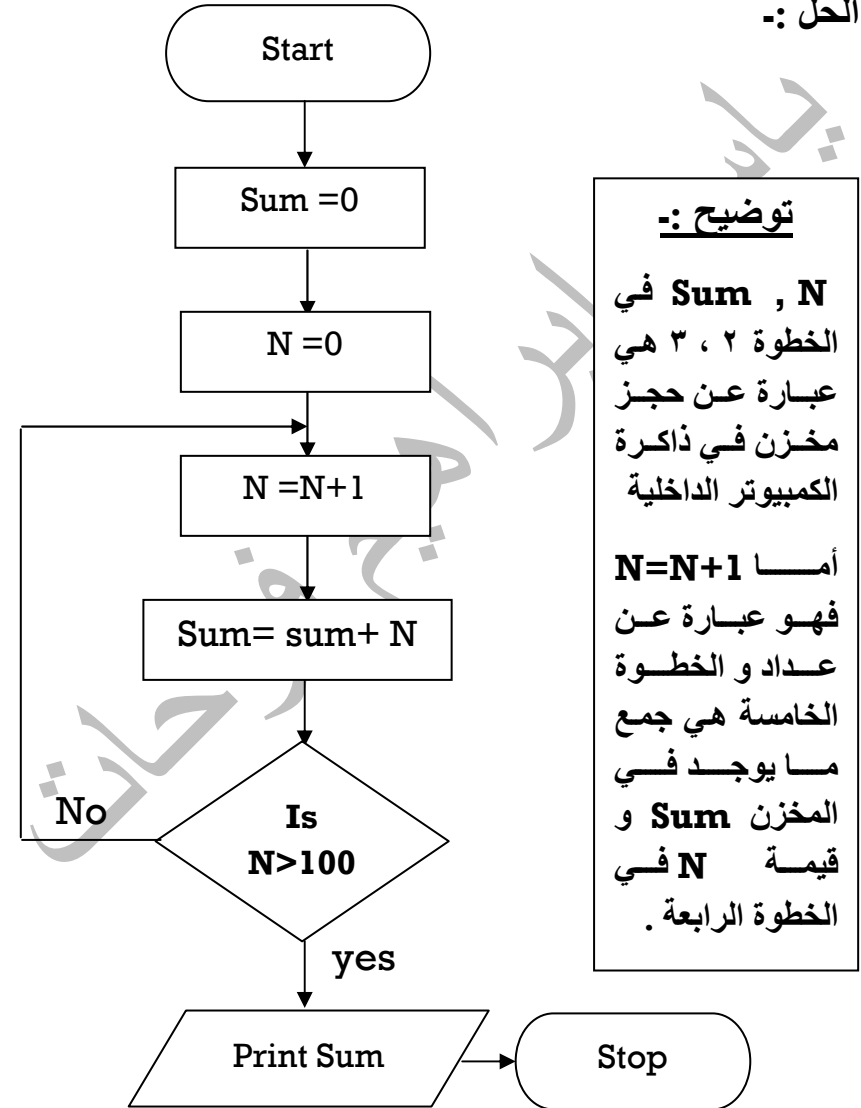 الحل :-
Start
Sum =0
N =0
N =N+1
Sum= sum+ N
No
Is
N>100
yes
Print Sum
Stop
توضيح :-
Sum , N في
الخطوة ٢ ، ٣ هي
عبارة عن حجز
مخزن في ذاكرة
الكمبيوتر الداخلية
أما N=N+1
فهو عبارة عن
عداد و الخطوة
الخامسة هي جمع
ما يوجد في
المخزن Sum و
قيمة N في
الخطوة الرابعة .